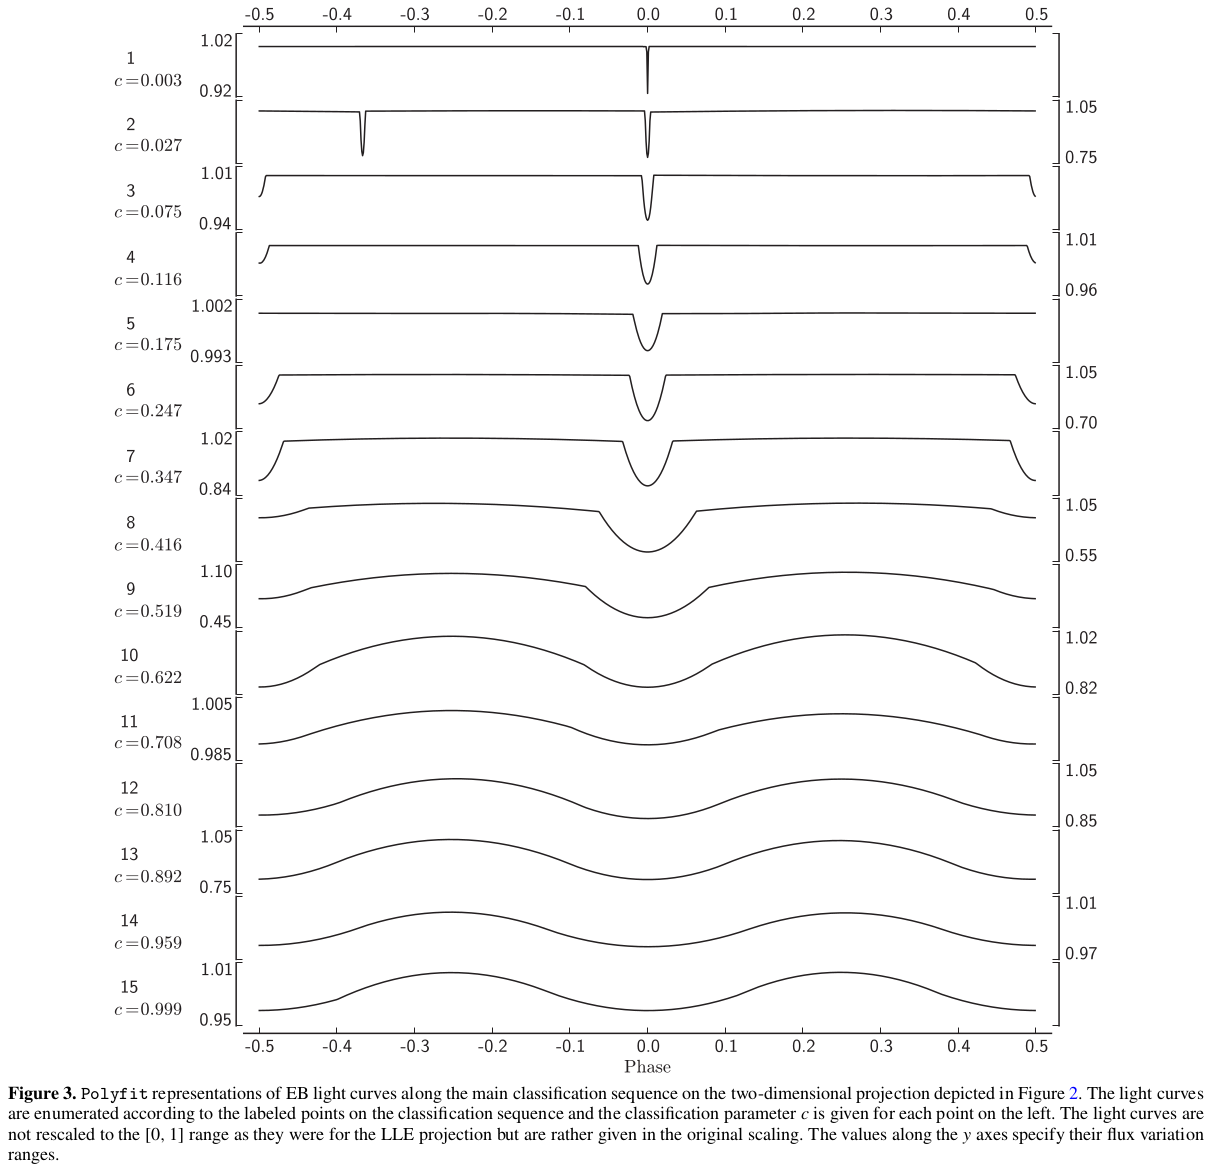 -0.5 -0.4 -0.3 -0.2 -0.1 0.0 0.1 0.2 0.3 0.4 0.5
1.02
1
c=0.003
0.92
1.05
2
c=0.027
0.75
1.01
3
c=0.075
0.94
1.01
4
c=0.116
0.96
1.002
5
c=0.175
0.993
1.05
6
c=0.247
0.70
1.02
7
c=0.347
0.84
1.05
8
c=0.416
0.55
1.10
9
c=0.519
0.45
1.02
10
c=0.622
0.82
1.005
11
c=0.708
0.985
1.05
12
c=0.810
0.85
1.05
13
c=0.892
0.75
1.01
14
c=0.959
0.97
1.01
15
c=0.999
0.95
-0.5 -0.4 -0.3 -0.2 -0.1 0.0 0.1 0.2 0.3 0.4 0.5
Phase
Figure 3. Polyfit representations of EB light curves along the main classification sequence on the two-dimensional projection depicted in Figure 2. The light curves
are enumerated according to the labeled points on the classification sequence and the classification parameter c is given for each point on the left. The light curves are
not rescaled to the [0, 1] range as they were for the LLE projection but are rather given in the original scaling. The values along the y axes specify their flux variation
ranges.